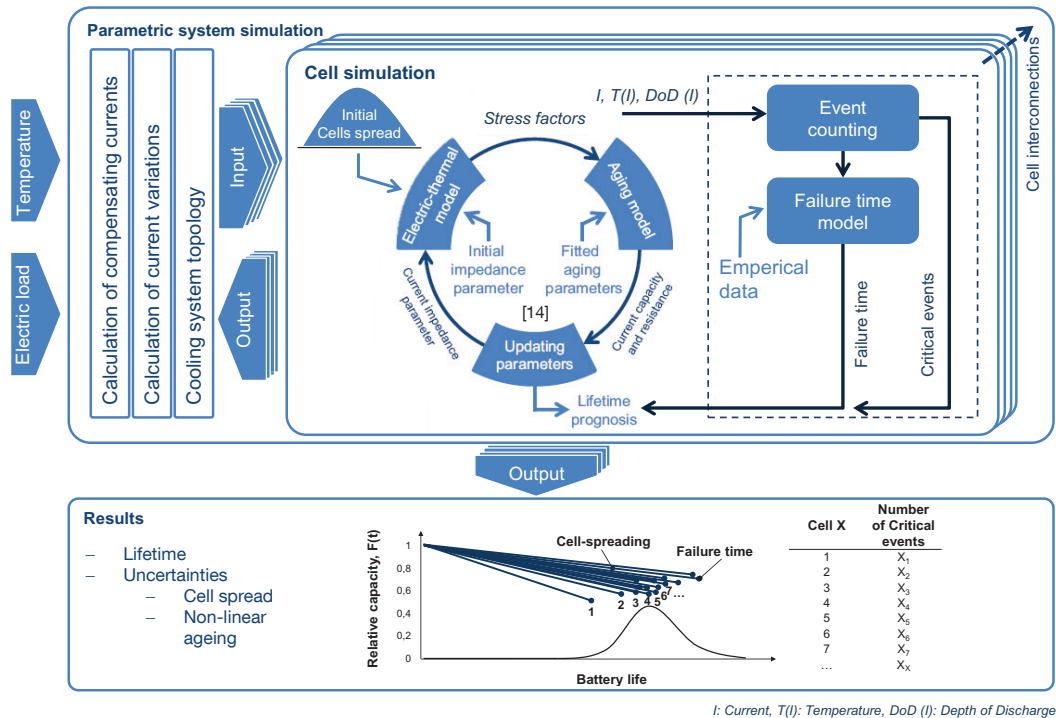 Parametric system simulation
Temperature
Electric load
Calculation of compensating currents
Calculation of current variations
Cooling system topology
Input
Output
Cell simulation
Initial
Cells spread
Stress factors
I, T(I), DoD (I)
Electric-thermal
model
Aging model
Initial
impedance
parameter
Fitted
aging
parameters
[14]
Current impedance
parameter
Current capacity
and resistance
Updating
parameters
Lifetime
prognosis
Event
counting
Failure time
model
Emperical
data
Failure time
Critical events
Cell interconnections
Output
Results
– Lifetime
– Uncertainties
– Cell spread
– Non-linear
ageing
Relative capacity, F(t)
1
0,8
0,6
0,4
0,2
0
Cell-spreading
Failure time
1
2
3
4
5
6
7
...
Battery life
Cell X Number
of Critical
events
1 X1
2 X2
3 X3
4 X4
5 X5
6 X6
7 X7
... XX
I: Current, T(I): Temperature, DoD (I): Depth of Discharge